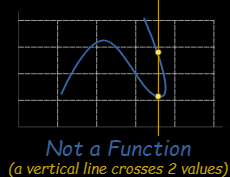 Not a Function
(a vertical line crosses 2 values)